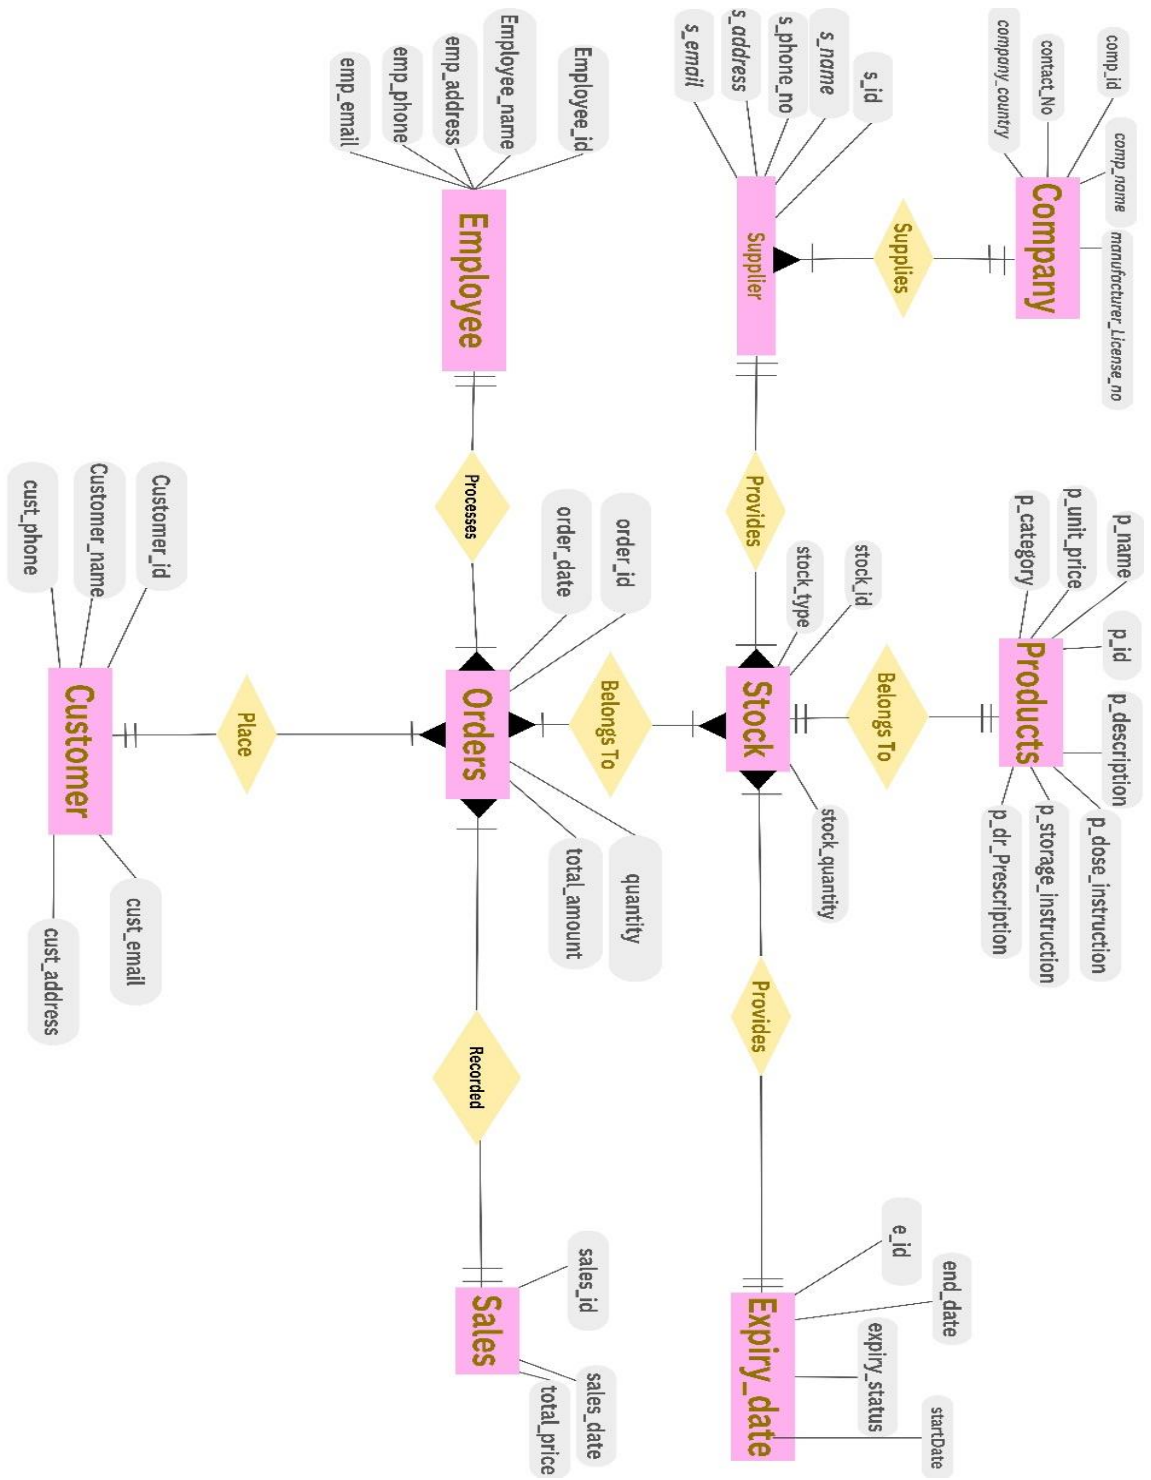 comp_id
comp_name
manufacturer_License_no
contact_No
company_country
Company
Supplies
s_id
s_name
s_phone_no
s_address
s_email
Supplier
Provides
p_name
p_unit_price
p_category
p_id
p_description
p_dose_instruction
p_storage_instruction
p_dr_Prescription
Products
Belongs To
stock_id
stock_type
stock_quantity
Stock
Provides
e_id
end_date
expiry_status
startDate
Expiry_date
Employee_id
Employee_name
emp_address
emp_phone
emp_email
Employee
Processes
order_id
order_date
Belongs To
quantity
total_amount
Orders
Recorded
sales_id
sales_date
total_price
Sales
Place
Customer_id
Customer_name
cust_phone
Customer
cust_email
cust_address